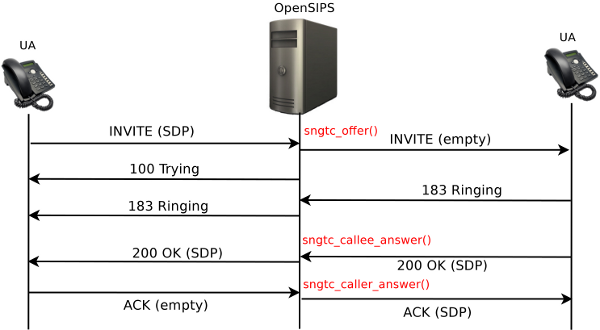 OpenSIPS
UA
UA
INVITE (SDP)
sngtc_offer()
INVITE (empty)
100 Trying
183 Ringing
183 Ringing
sngtc_callee_answer()
200 OK (SDP)
200 OK (SDP)
sngtc_caller_answer()
ACK (empty)
ACK (SDP)